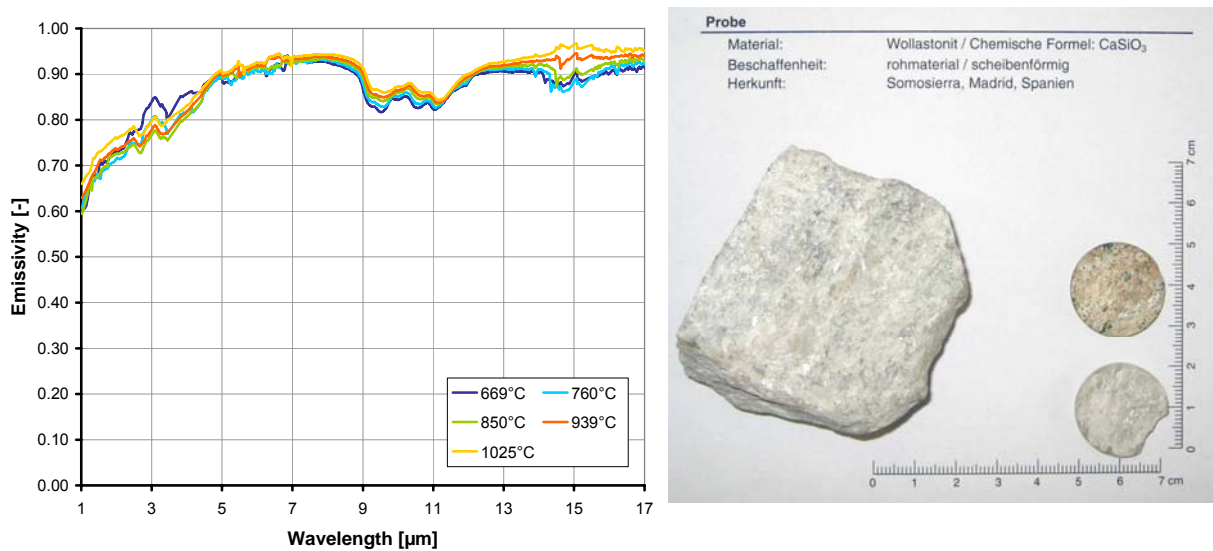 1.00
0.90
0.80
0.70
0.60
0.50
0.40
0.30
0.20
0.10
0.00
Emissivity [-]
1 3 5 7 9 11 13 15 17
Wavelength [µm]
669°C 760°C
850°C 939°C
1025°C
Probe
Material: Wollastonit / Chemische Formel: CaSiO₃
Beschaffenheit: rohmaterial / scheibenförmig
Herkunft: Somosierra, Madrid, Spanien
7 cm
6
5
4
3
2
1
0
0 1 2 3 4 5 6 7 cm